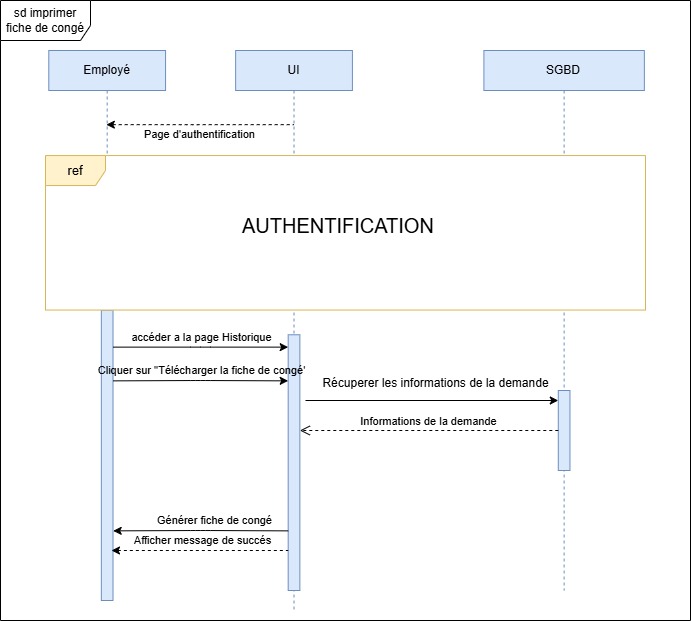 sd imprimer
fiche de congé
Employé
UI
SGBD
Page d'authentification
ref
AUTHENTIFICATION
accéder a la page Historique
Cliquer sur "Télécharger la fiche de congé'
Récuperer les informations de la demande
Informations de la demande
Générer fiche de congé
Afficher message de succés